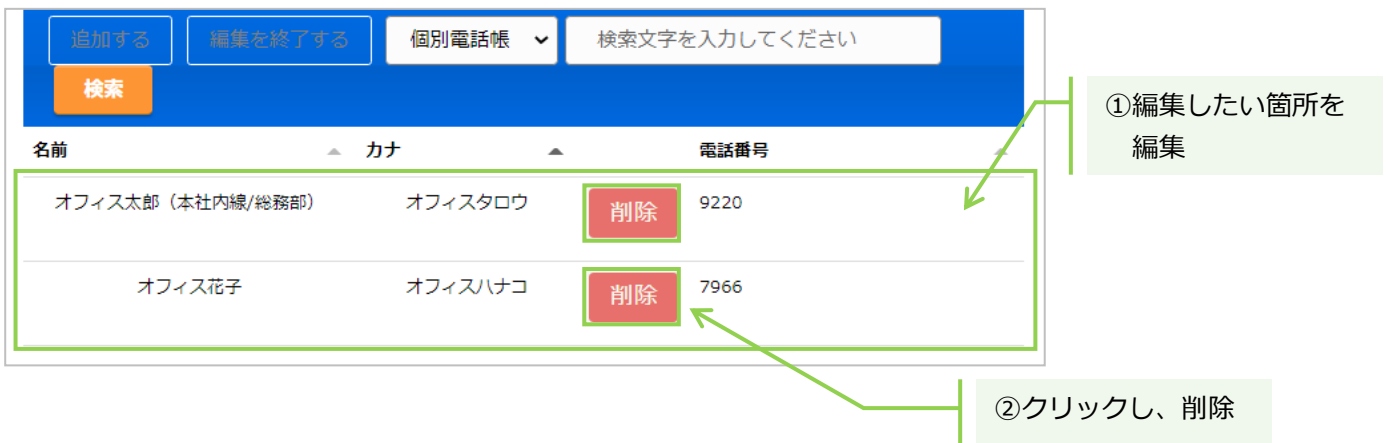 追加する 編集を終了する 個別電話帳 検索文字を入力してください
検索
名前 カナ 電話番号
オフィス太郎（本社内線/総務部） オフィスタロウ 削除 9220
オフィス花子 オフィスハナコ 削除 7966
①編集したい箇所を
編集
②クリックし、削除